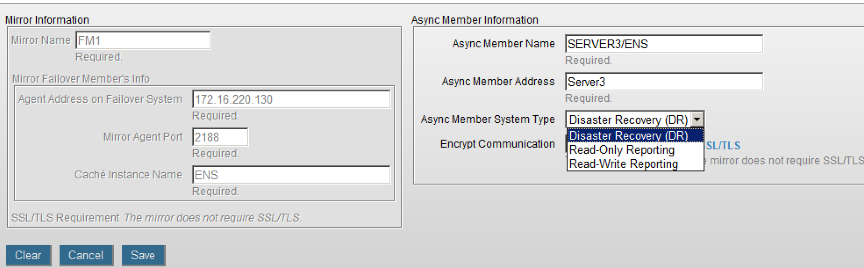 Mirror Information
Mirror Name FM1
Required.
Mirror Failover Member's Info
Agent Address on Failover System 172.16.220.130
Required.
Mirror Agent Port 2188
Required.
Caché Instance Name ENS
Required.
SSL/TLS Requirement The mirror does not require SSL/TLS.
Async Member Information
Async Member Name SERVER3/ENS
Required.
Async Member Address Server3
Required.
Async Member System Type Disaster Recovery (DR)
Disaster Recovery (DR)
Read-Only Reporting
Read-Write Reporting
Encrypt Communication SL/TLS
mirror does not require SSL/TLS
Clear Cancel Save